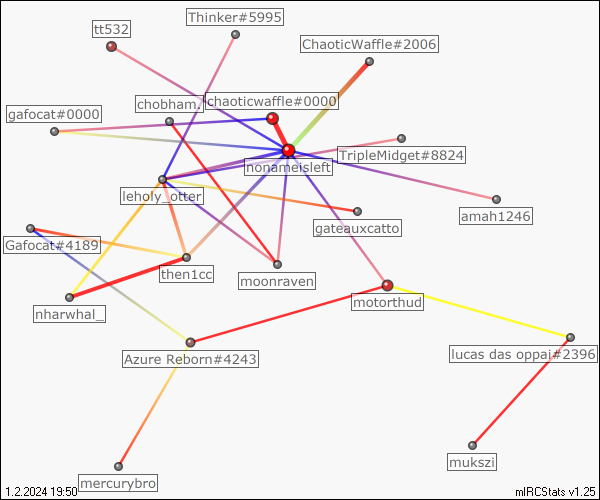 Thinker#5995
tt532
ChaoticWaffle#2006
chobham.
chaoticwaffle#0000
gafocat#0000
TripleMidget#8824
nonameisleft
leholy_otter
amah1246
gateauxcatto
Gafocat#4189
then1cc
moonraven
motorthud
nharwhal_
Azure Reborn#4243
lucas das oppai#2396
mukszi
mercurybro
1.2.2024 19:50
mIRCStats v1.25